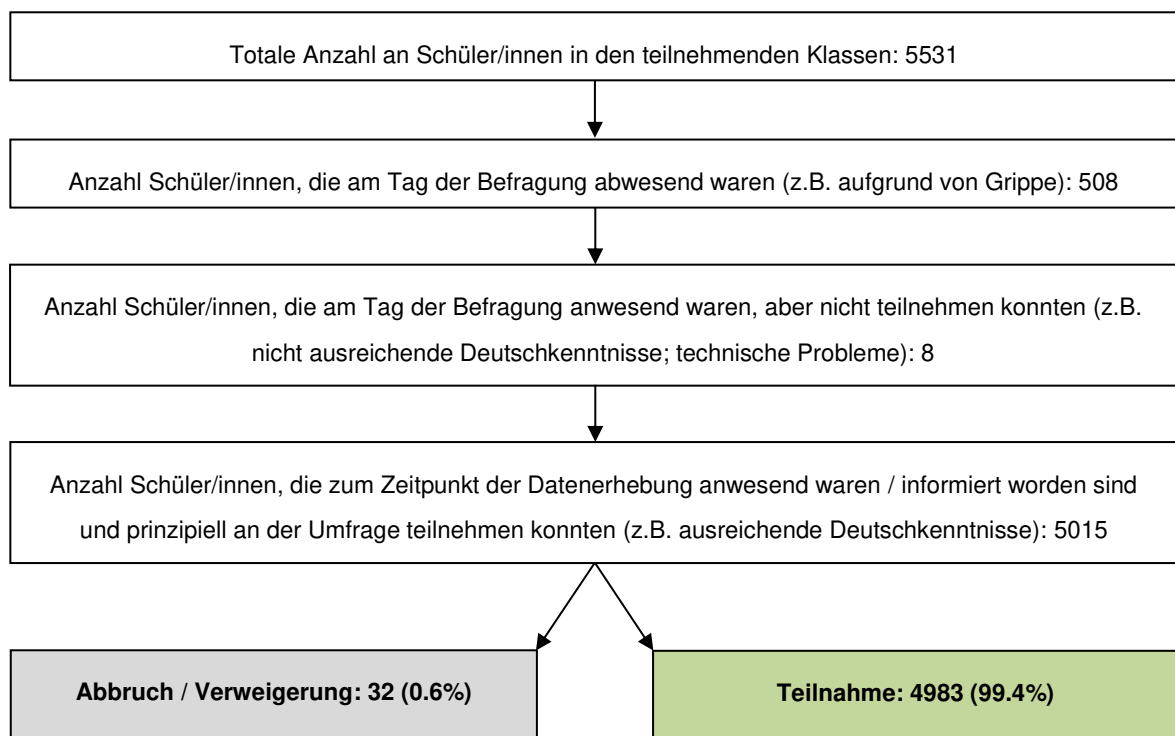 Totale Anzahl an Schüler/innen in den teilnehmenden Klassen: 5531
Anzahl Schüler/innen, die am Tag der Befragung abwesend waren (z.B. aufgrund von Grippe): 508
Anzahl Schüler/innen, die am Tag der Befragung anwesend waren, aber nicht teilnehmen konnten (z.B.
nicht ausreichende Deutschkenntnisse; technische Probleme): 8
Anzahl Schüler/innen, die zum Zeitpunkt der Datenerhebung anwesend waren / informiert worden sind
und prinzipiell an der Umfrage teilnehmen konnten (z.B. ausreichende Deutschkenntnisse): 5015
Abbruch / Verweigerung: 32 (0.6%)
Teilnahme: 4983 (99.4%)